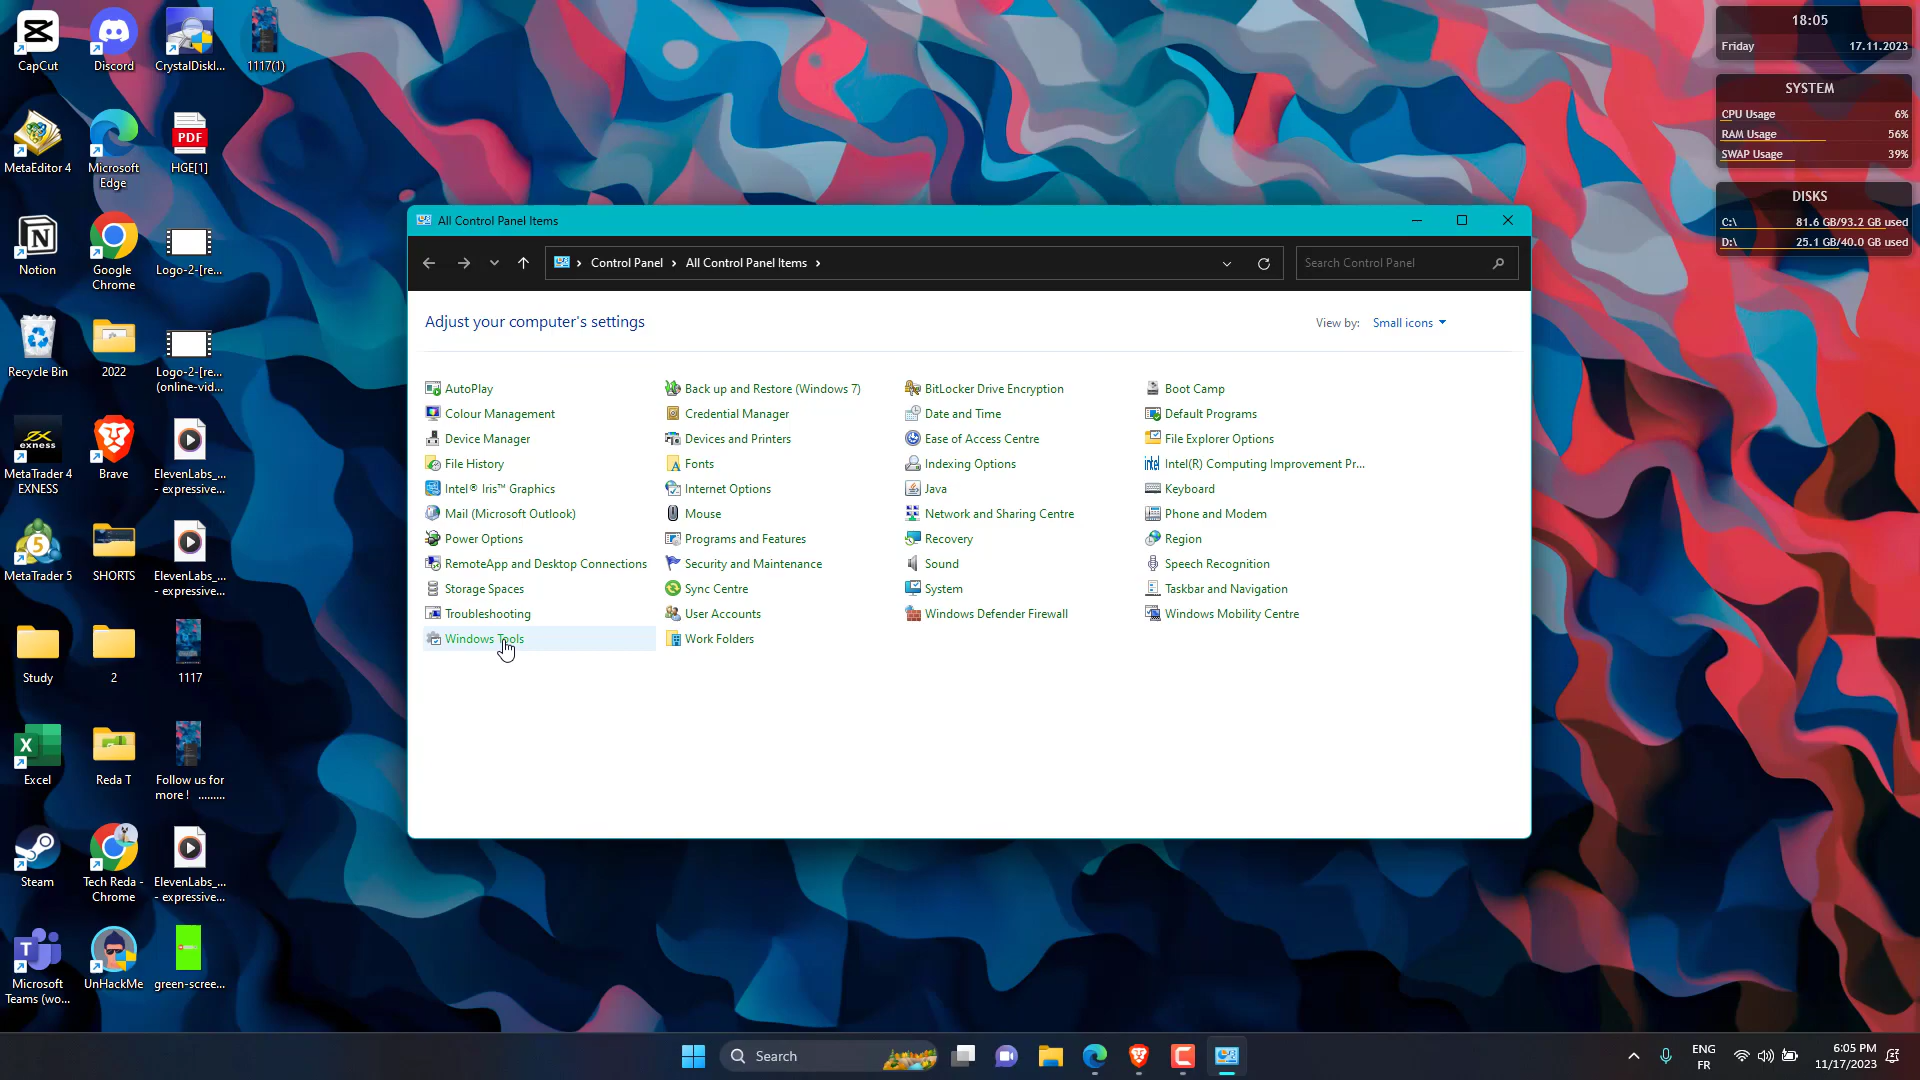 CapCut
Discord
CrystalDiskI...
1117(1)
MetaEditor 4
Microsoft
Edge
PDF
HGE[1]
Notion
Google
Chrome
Logo-2-[re...
Recycle Bin
2022
Logo-2-[re...
(online-vid...
exness
MetaTrader 4
EXNESS
Brave
ElevenLabs_...
- expressive...
5
MetaTrader 5
SHORTS
ElevenLabs_...
- expressive...
Study
2
1117
Excel
Reda T
Follow us for
more ! .........
Steam
Tech Reda -
Chrome
ElevenLabs_...
- expressive...
Microsoft
Teams (wo...
UnHackMe
green-scree...
18:05
Friday 17.11.2023
SYSTEM
CPU Usage 6%
RAM Usage 56%
SWAP Usage 39%
DISKS
C:\ 81.6 GB/93.2 GB used
D:\ 25.1 GB/40.0 GB used
All Control Panel Items
Control Panel > All Control Panel Items >
Search Control Panel
Adjust your computer's settings
View by: Small icons
AutoPlay
Back up and Restore (Windows 7)
BitLocker Drive Encryption
Boot Camp
Colour Management
Credential Manager
Date and Time
Default Programs
Device Manager
Devices and Printers
Ease of Access Centre
File Explorer Options
File History
Fonts
Indexing Options
Intel(R) Computing Improvement Pr...
Intel® Iris™ Graphics
Internet Options
Java
Keyboard
Mail (Microsoft Outlook)
Mouse
Network and Sharing Centre
Phone and Modem
Power Options
Programs and Features
Recovery
Region
RemoteApp and Desktop Connections
Security and Maintenance
Sound
Speech Recognition
Storage Spaces
Sync Centre
System
Taskbar and Navigation
Troubleshooting
User Accounts
Windows Defender Firewall
Windows Mobility Centre
Windows Tools
Work Folders
Search
ENG
FR
6:05 PM
11/17/2023